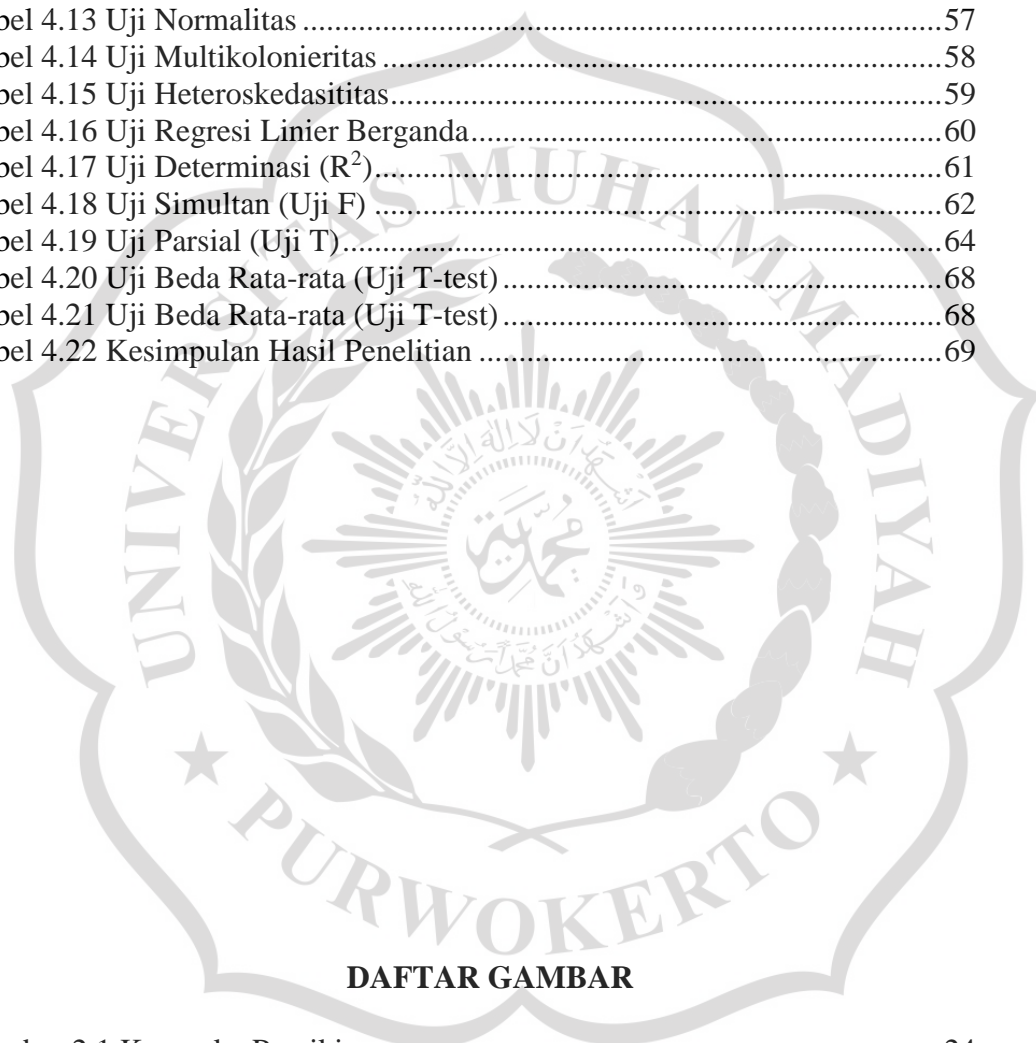 bel 4.13 Uji Normalitas ........................................................................57
bel 4.14 Uji Multikolonieritas ..............................................................58
bel 4.15 Uji Heteroskedasititas.............................................................59
bel 4.16 Uji Regresi Linier Berganda...................................................60
bel 4.17 Uji Determinasi (R²)...............................................................61
bel 4.18 Uji Simultan (Uji F) ...............................................................62
bel 4.19 Uji Parsial (Uji T)...................................................................64
bel 4.20 Uji Beda Rata-rata (Uji T-test) ...............................................68
bel 4.21 Uji Beda Rata-rata (Uji T-test) ...............................................68
bel 4.22 Kesimpulan Hasil Penelitian ..................................................69
UNIVERSITAS MUHAMMADIYAH
PURWOKERTO
DAFTAR GAMBAR